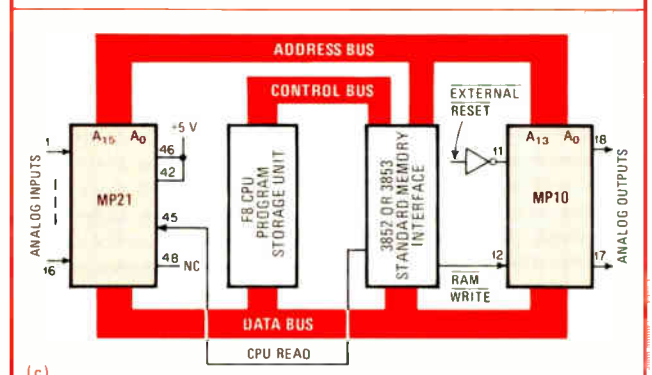 ADDRESS BUS
CONTROL BUS
EXTERNAL
RESET
A15 A0
+5 V
46
42
MP21
45
48 NC
1
ANALOG INPUTS
16
F8 CPU
PROGRAM
STORAGE UNIT
3852 OR 3853
STANDARD MEMORY
INTERFACE
11
A13 A0
MP10
18
ANALOG OUTPUTS
17
12
RAM
WRITE
DATA BUS
CPU READ
(c)